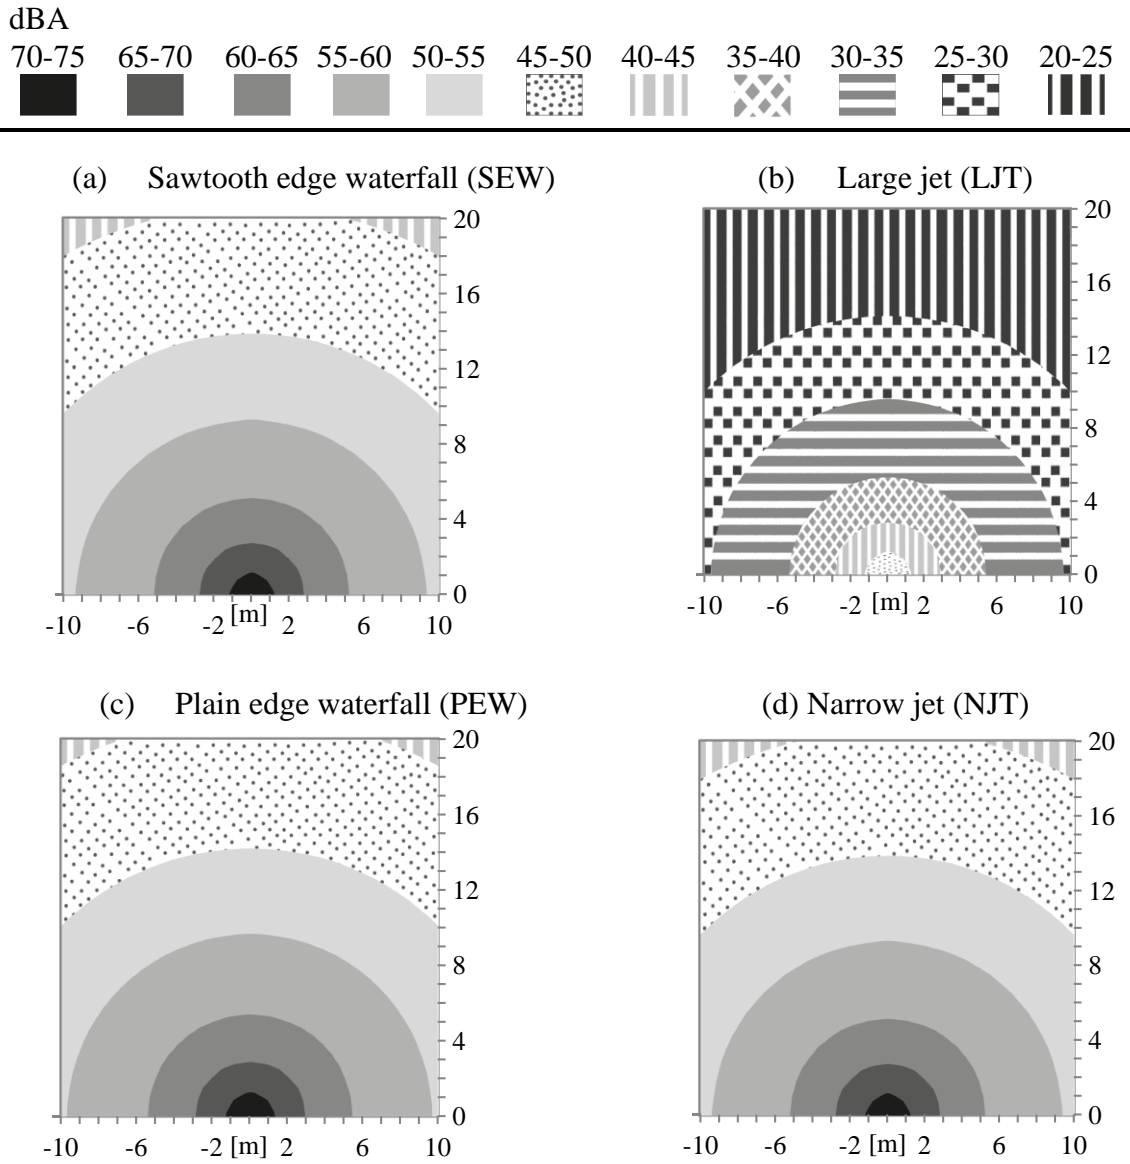 dBA
70-75 65-70 60-65 55-60 50-55 45-50 40-45 35-40 30-35 25-30 20-25
(a) Sawtooth edge waterfall (SEW)
20
16
12
8
4
0
-10 -6 -2 [m] 2 6 10
(b) Large jet (LJT)
20
16
12
8
4
0
-10 -6 -2 [m] 2 6 10
(c) Plain edge waterfall (PEW)
20
16
12
8
4
0
-10 -6 -2 [m] 2 6 10
(d) Narrow jet (NJT)
20
16
12
8
4
0
-10 -6 -2 [m] 2 6 10